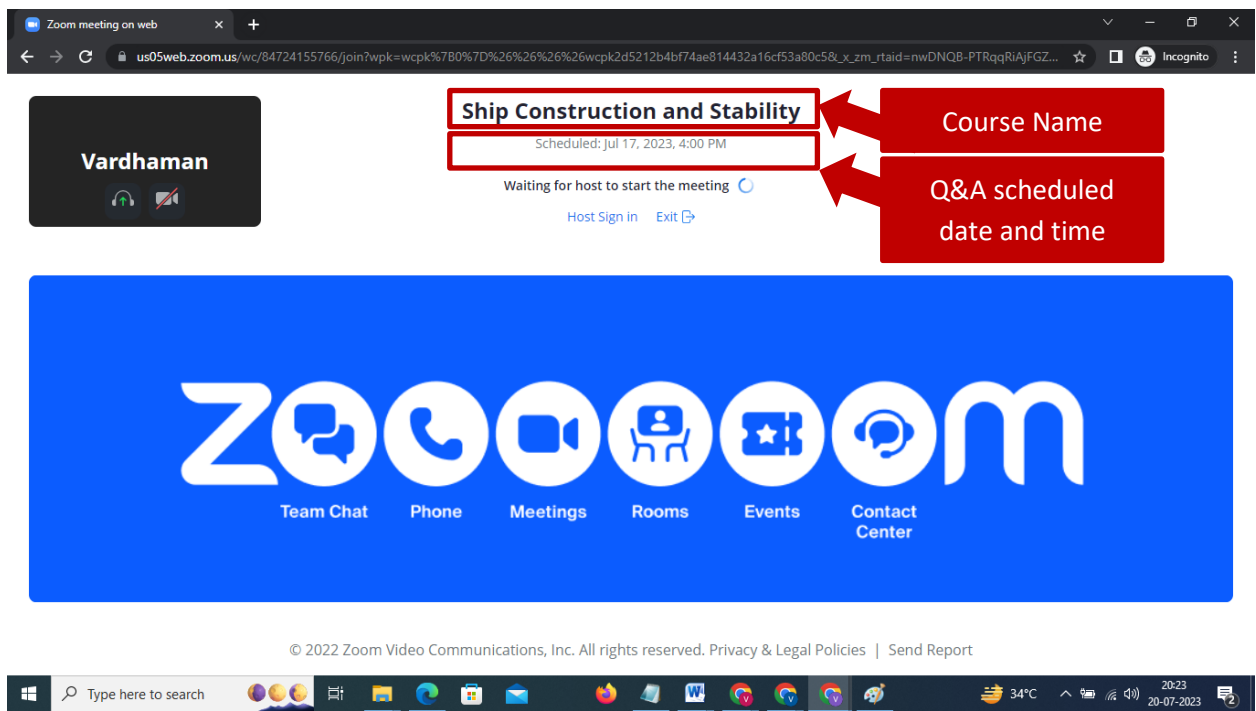 Zoom meeting on web
us05web.zoom.us/wc/84724155766/join?wpk=wcpk%7B0%7D%26%26%26%26wcpk2d5212b4bf74ae814432a16cf53a80c5&_x_zm_rtaid=nwDNQB-PTRqqRiAjFGZ...
Incognito
Vardhaman
Ship Construction and Stability
Scheduled: Jul 17, 2023, 4:00 PM
Waiting for host to start the meeting
Host Sign in Exit
Course Name
Q&A scheduled
date and time
zoooooom
Team Chat Phone Meetings Rooms Events Contact
Center
© 2022 Zoom Video Communications, Inc. All rights reserved. Privacy & Legal Policies | Send Report
Type here to search
34°C
20:23
20-07-2023
2